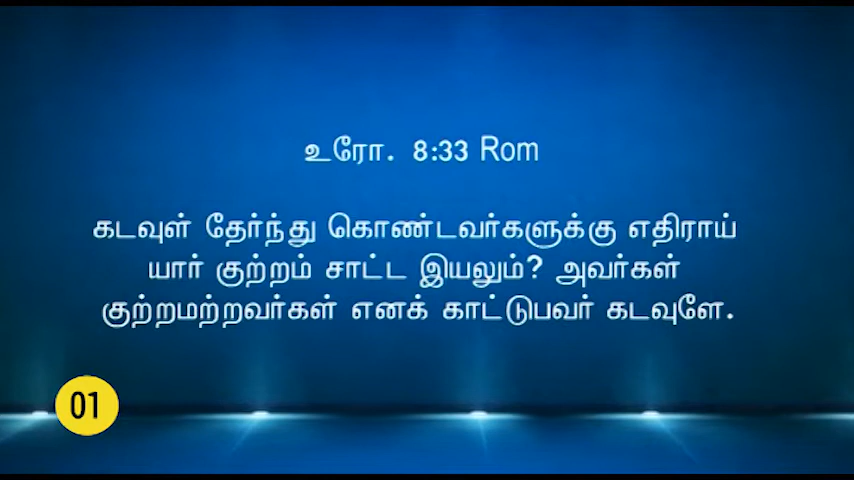 உரோ. 8:33 Rom
கடவுள் தேர்ந்து கொண்டவர்களுக்கு எதிராய்
யார் குற்றம் சாட்ட இயலும்? அவர்கள்
குற்றமற்றவர்கள் எனக் காட்டுபவர் கடவுளே.
01